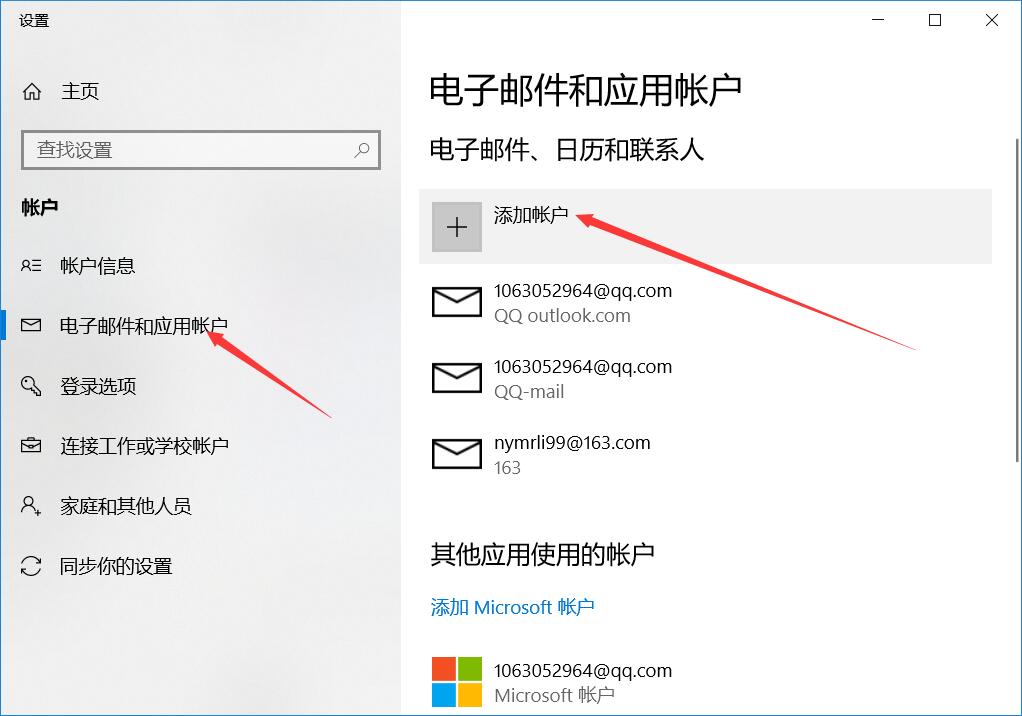 设置
主页
查找设置
帐户
帐户信息
电子邮件和应用帐户
登录选项
连接工作或学校帐户
家庭和其他人员
同步你的设置
电子邮件和应用帐户
电子邮件、日历和联系人
添加帐户
1063052964@qq.com
QQ outlook.com
1063052964@qq.com
QQ-mail
nymrli99@163.com
163
其他应用使用的帐户
添加 Microsoft 帐户
1063052964@qq.com
Microsoft 帐户